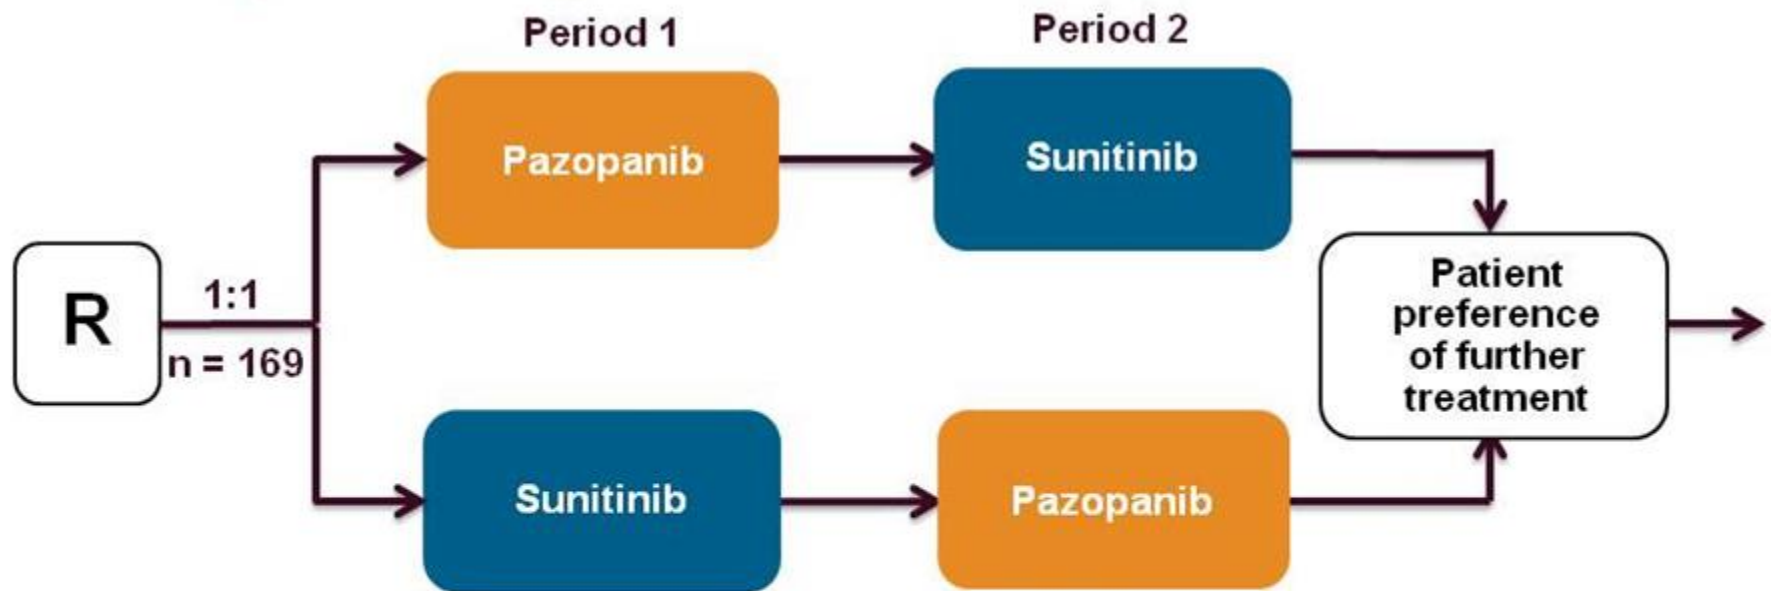 Period 1
Period 2
Pazopanib
Sunitinib
R
1:1
n = 169
Patient
preference
of further
treatment
Sunitinib
Pazopanib